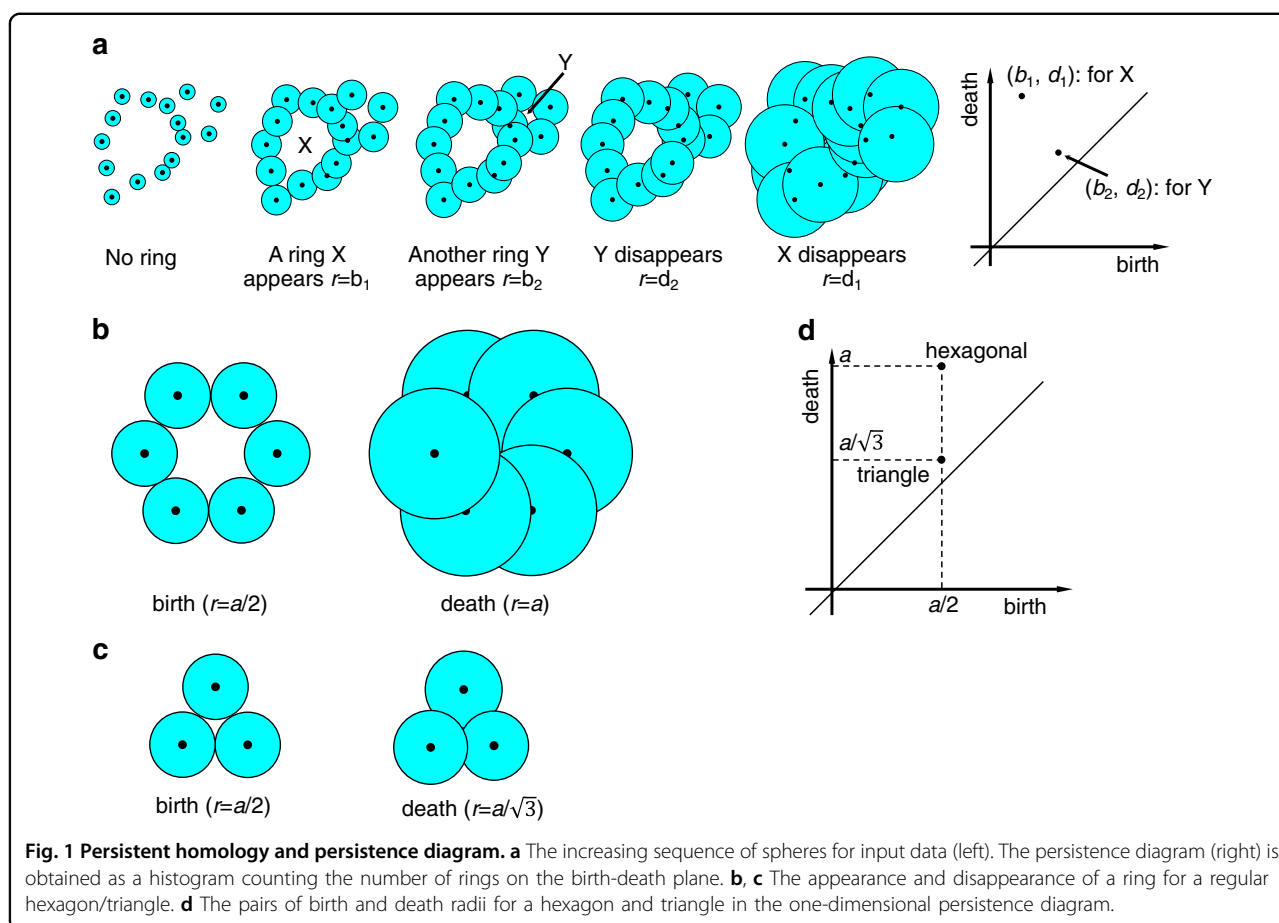 a
X
Y
No ring
A ring X
appears r=b₁
Another ring Y
appears r=b₂
Y disappears
r=d₂
X disappears
r=d₁
death
(b₁, d₁): for X
(b₂, d₂): for Y
birth
b
birth (r=a/2)
death (r=a)
c
birth (r=a/2)
death (r=a/√3)
d
death
a
hexagonal
a/√3
triangle
a/2
birth
Fig. 1 Persistent homology and persistence diagram. a The increasing sequence of spheres for input data (left). The persistence diagram (right) is
obtained as a histogram counting the number of rings on the birth-death plane. b, c The appearance and disappearance of a ring for a regular
hexagon/triangle. d The pairs of birth and death radii for a hexagon and triangle in the one-dimensional persistence diagram.